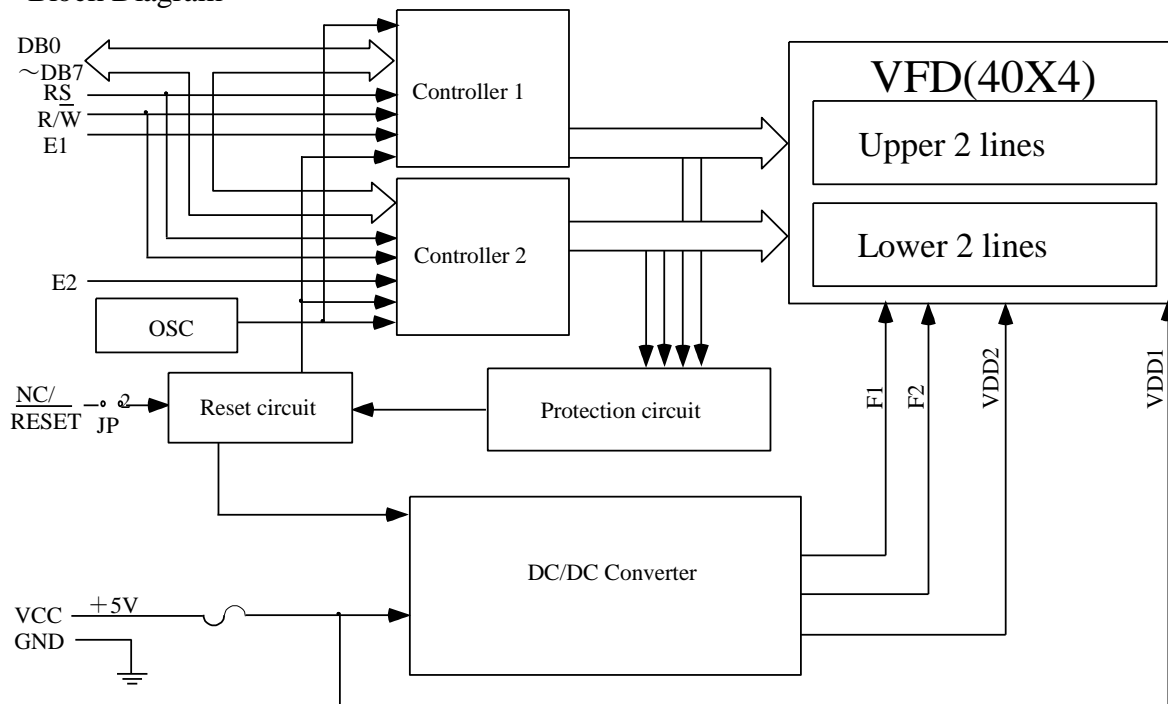 Block Diagram
DB0
～DB7
RS
R/W
E1
E2
Controller 1
Controller 2
VFD(40X4)
Upper 2 lines
Lower 2 lines
OSC
NC/
RESET
JP 2
Reset circuit
Protection circuit
F1
F2
VDD2
VDD1
DC/DC Converter
VCC
＋5V
GND